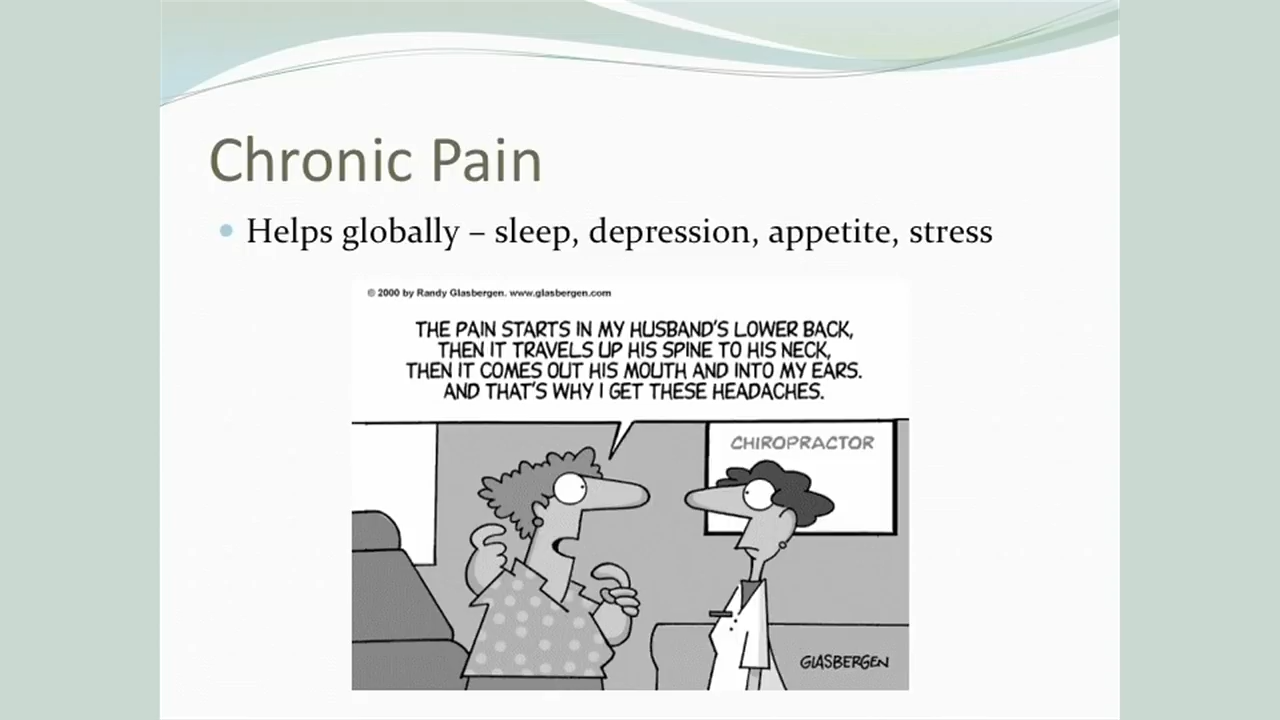 Chronic Pain
Helps globally – sleep, depression, appetite, stress
© 2000 by Randy Glasbergen. www.glasbergen.com
THE PAIN STARTS IN MY HUSBAND'S LOWER BACK,
THEN IT TRAVELS UP HIS SPINE TO HIS NECK,
THEN IT COMES OUT HIS MOUTH AND INTO MY EARS.
AND THAT'S WHY I GET THESE HEADACHES.
CHIROPRACTOR
GLASBERGEN